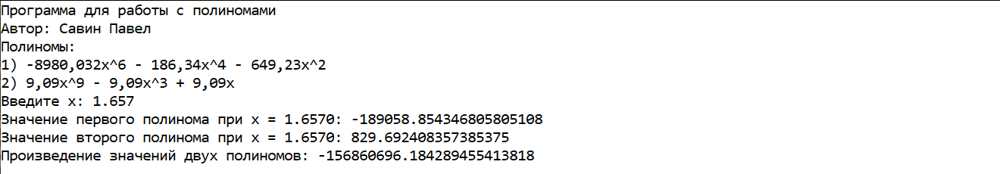 Программа для работы с полиномами
Автор: Савин Павел
Полиномы:
1) -8980,032x^6 - 186,34x^4 - 649,23x^2
2) 9,09x^9 - 9,09x^3 + 9,09x
Введите x: 1.657
Значение первого полинома при x = 1.6570: -189058.854346805805108
Значение второго полинома при x = 1.6570: 829.692408357385375
Произведение значений двух полиномов: -156860696.184289455413818